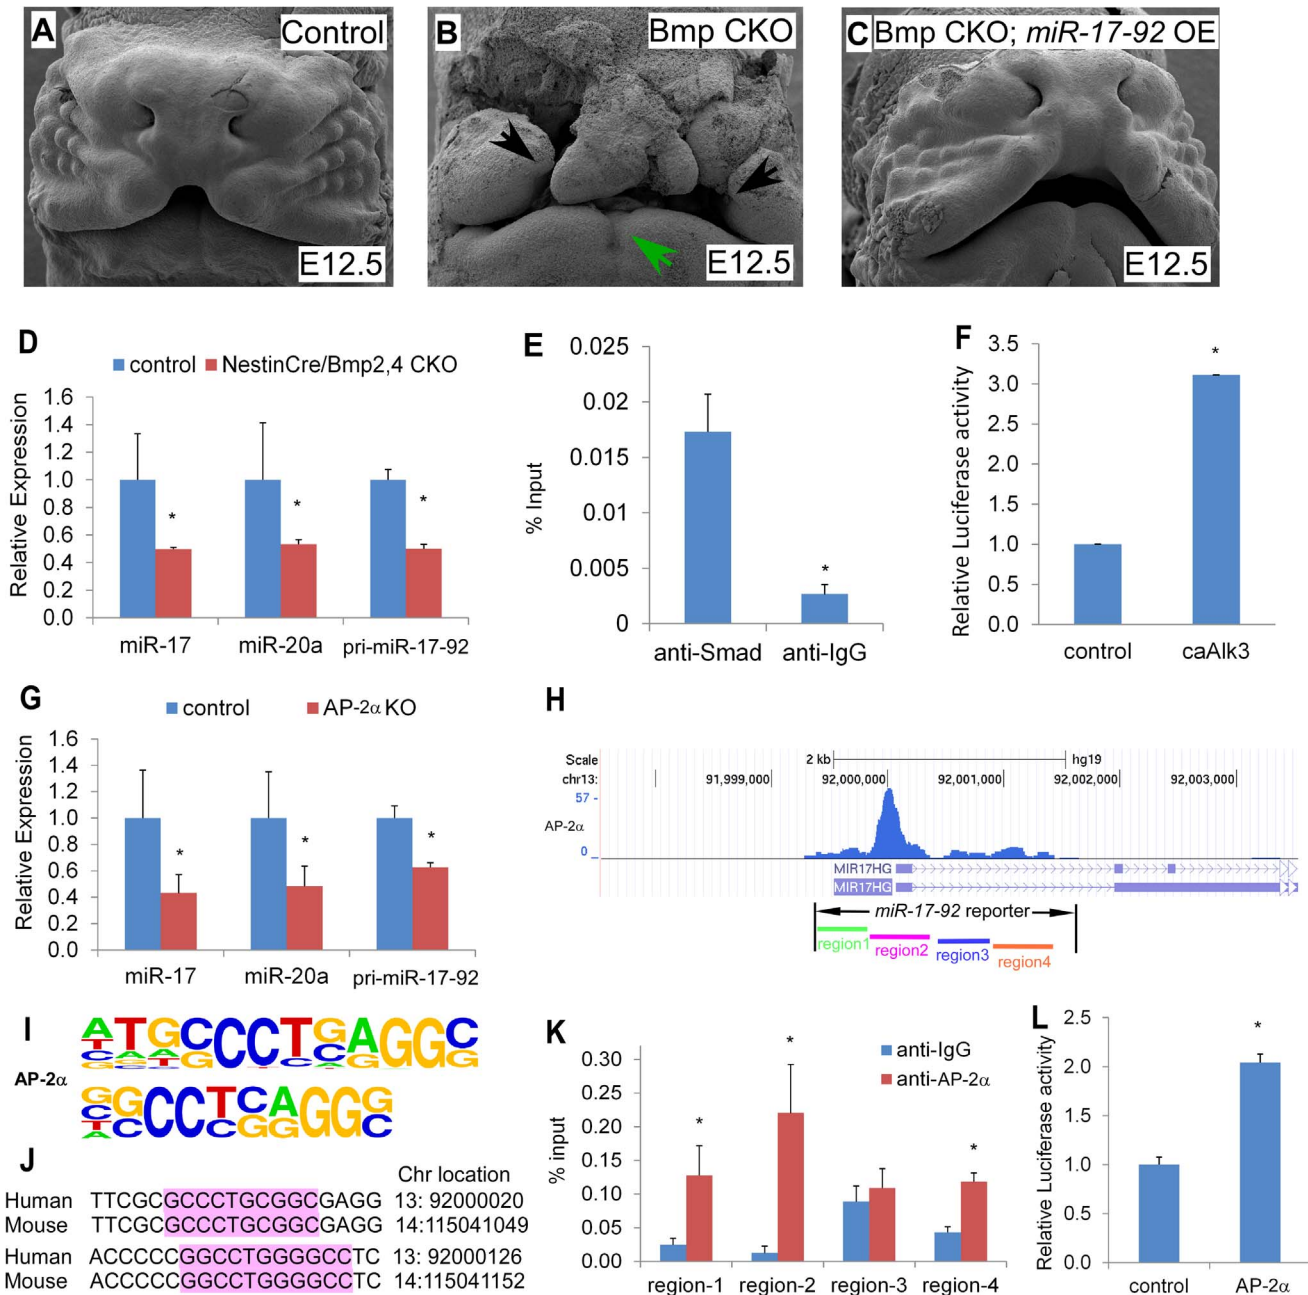 A
Control
E12.5
B
Bmp CKO
E12.5
C
Bmp CKO; miR-17-92 OE
E12.5
D
control
NestinCre/Bmp2,4 CKO
Relative Expression
1.6
1.4
1.2
1.0
0.8
0.6
0.4
0.2
0.0
*
*
*
miR-17
miR-20a
pri-miR-17-92
E
% Input
0.025
0.02
0.015
0.01
0.005
0
*
anti-Smad
anti-IgG
F
Relative Luciferase activity
3.5
3.0
2.5
2.0
1.5
1.0
0.5
0.0
*
control
caAlk3
G
control
AP-2α KO
Relative Expression
1.6
1.4
1.2
1.0
0.8
0.6
0.4
0.2
0.0
*
*
*
miR-17
miR-20a
pri-miR-17-92
H
Scale
2 kb
hg19
chr13:
91,999,000
92,000,000
92,001,000
92,002,000
92,003,000
57
AP-2α
0
MIR17HG
MIR17HG
miR-17-92 reporter
region1
region2
region3
region4
I
AP-2α
J
Chr location
Human TTCGCGCCCTGCGGCGAGG 13: 92000020
Mouse TTCGCGCCCTGCGGCGAGG 14:115041049
Human ACCCCCGGCCTGGGGCCTC 13: 92000126
Mouse ACCCCCGGCCTGGGGCCTC 14:115041152
K
anti-IgG
anti-AP-2α
% input
0.30
0.25
0.20
0.15
0.10
0.05
0.00
*
*
*
region-1
region-2
region-3
region-4
L
Relative Luciferase activity
2.5
2.0
1.5
1.0
0.5
0.0
*
control
AP-2α